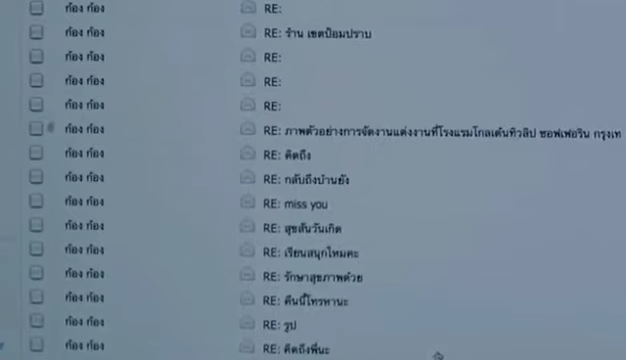 ก้อง ก้อง RE:
ก้อง ก้อง RE: ร้าน เขตป้อมปราบ
ก้อง ก้อง RE:
ก้อง ก้อง RE:
ก้อง ก้อง RE:
ก้อง ก้อง RE: ภาพตัวอย่างการจัดงานแต่งงานที่โรงแรมโกลเด้นทิวลิป ซอฟเฟอริน กรุงเท
ก้อง ก้อง RE: คิดถึง
ก้อง ก้อง RE: กลับถึงบ้านยัง
ก้อง ก้อง RE: miss you
ก้อง ก้อง RE: สุขสันวันเกิด
ก้อง ก้อง RE: เรียนสนุกไหมคะ
ก้อง ก้อง RE: รักษาสุขภาพด้วย
ก้อง ก้อง RE: คืนนี้โทรหานะ
ก้อง ก้อง RE: รูป
ก้อง ก้อง RE: คิดถึงพี่นะ